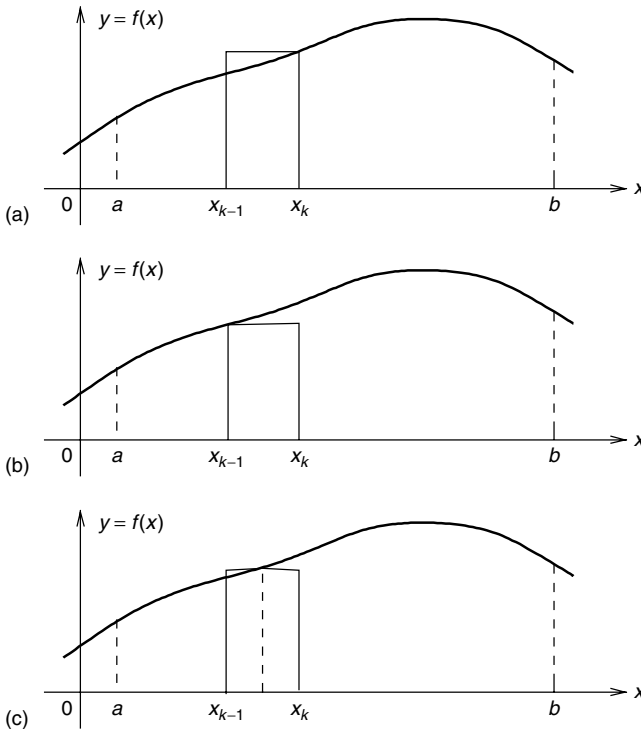 y = f(x)
x
0 a x_{k–1} x_k b
(a)
y = f(x)
x
0 a x_{k–1} x_k b
(b)
y = f(x)
x
0 a x_{k–1} x_k b
(c)